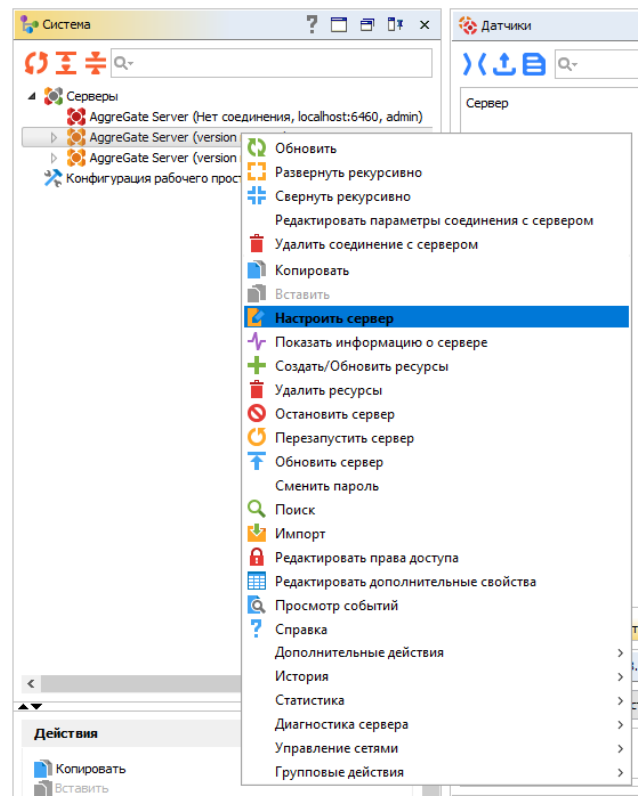 Система
Датчики
Серверы
AggreGate Server (Нет соединения, localhost:6460, admin)
AggreGate Server (version
AggreGate Server (version
Конфигурация рабочего прост
Сервер
Обновить
Развернуть рекурсивно
Свернуть рекурсивно
Редактировать параметры соединения с сервером
Удалить соединение с сервером
Копировать
Вставить
Настроить сервер
Показать информацию о сервере
Создать/Обновить ресурсы
Удалить ресурсы
Остановить сервер
Перезапустить сервер
Обновить сервер
Сменить пароль
Поиск
Импорт
Редактировать права доступа
Редактировать дополнительные свойства
Просмотр событий
Справка
Дополнительные действия
История
Статистика
Диагностика сервера
Управление сетями
Групповые действия
Действия
Копировать
Вставить